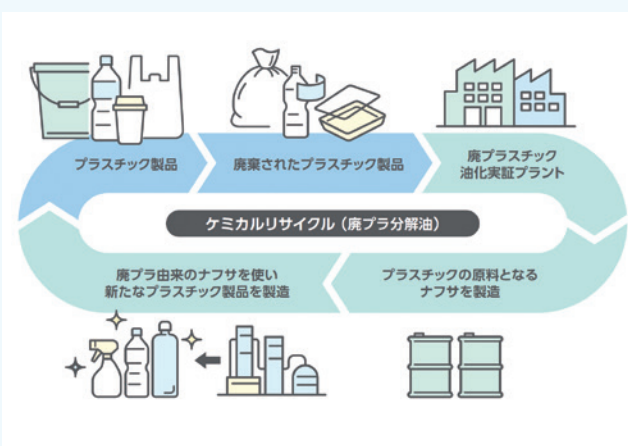 プラスチック製品
廃棄されたプラスチック製品
廃プラスチック
油化実証プラント
ケミカルリサイクル（廃プラ分解油）
廃プラ由来のナフサを使い
新たなプラスチック製品を製造
プラスチックの原料となる
ナフサを製造